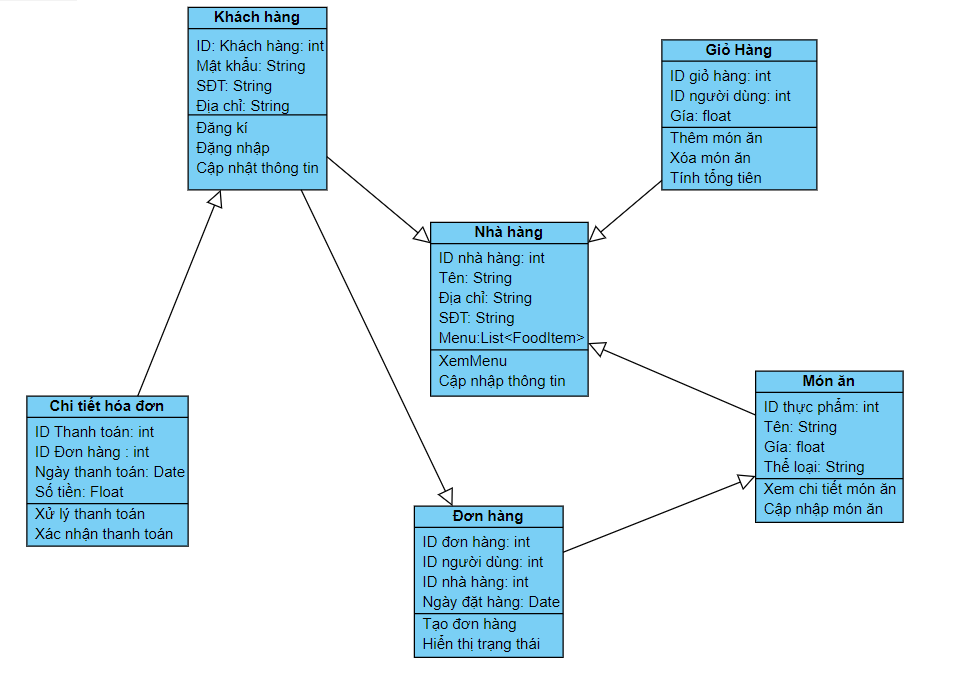 Khách hàng
ID: Khách hàng: int
Mật khẩu: String
SĐT: String
Địa chỉ: String
Đăng kí
Đặng nhập
Cập nhật thông tin
Giỏ Hàng
ID giỏ hàng: int
ID người dùng: int
Gía: float
Thêm món ăn
Xóa món ăn
Tính tổng tiên
Nhà hàng
ID nhà hàng: int
Tên: String
Địa chỉ: String
SĐT: String
Menu:List<FoodItem>
XemMenu
Cập nhập thông tin
Món ăn
ID thực phẩm: int
Tên: String
Gía: float
Thể loại: String
Xem chi tiết món ăn
Cập nhập món ăn
Chi tiết hóa đơn
ID Thanh toán: int
ID Đơn hàng : int
Ngày thanh toán: Date
Số tiền: Float
Xử lý thanh toán
Xác nhận thanh toán
Đơn hàng
ID đơn hàng: int
ID người dùng: int
ID nhà hàng: int
Ngày đặt hàng: Date
Tạo đơn hàng
Hiển thị trạng thái